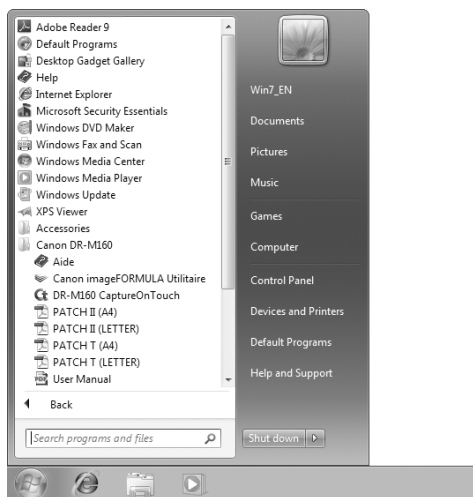 Adobe Reader 9
Default Programs
Desktop Gadget Gallery
Help
Internet Explorer
Microsoft Security Essentials
Windows DVD Maker
Windows Fax and Scan
Windows Media Center
Windows Media Player
Windows Update
XPS Viewer
Accessories
Canon DR-M160
Aide
Canon imageFORMULA Utilitaire
DR-M160 CaptureOnTouch
PATCH II (A4)
PATCH II (LETTER)
PATCH T (A4)
PATCH T (LETTER)
User Manual
Back
Search programs and files
Win7_EN
Documents
Pictures
Music
Games
Computer
Control Panel
Devices and Printers
Default Programs
Help and Support
Shut down